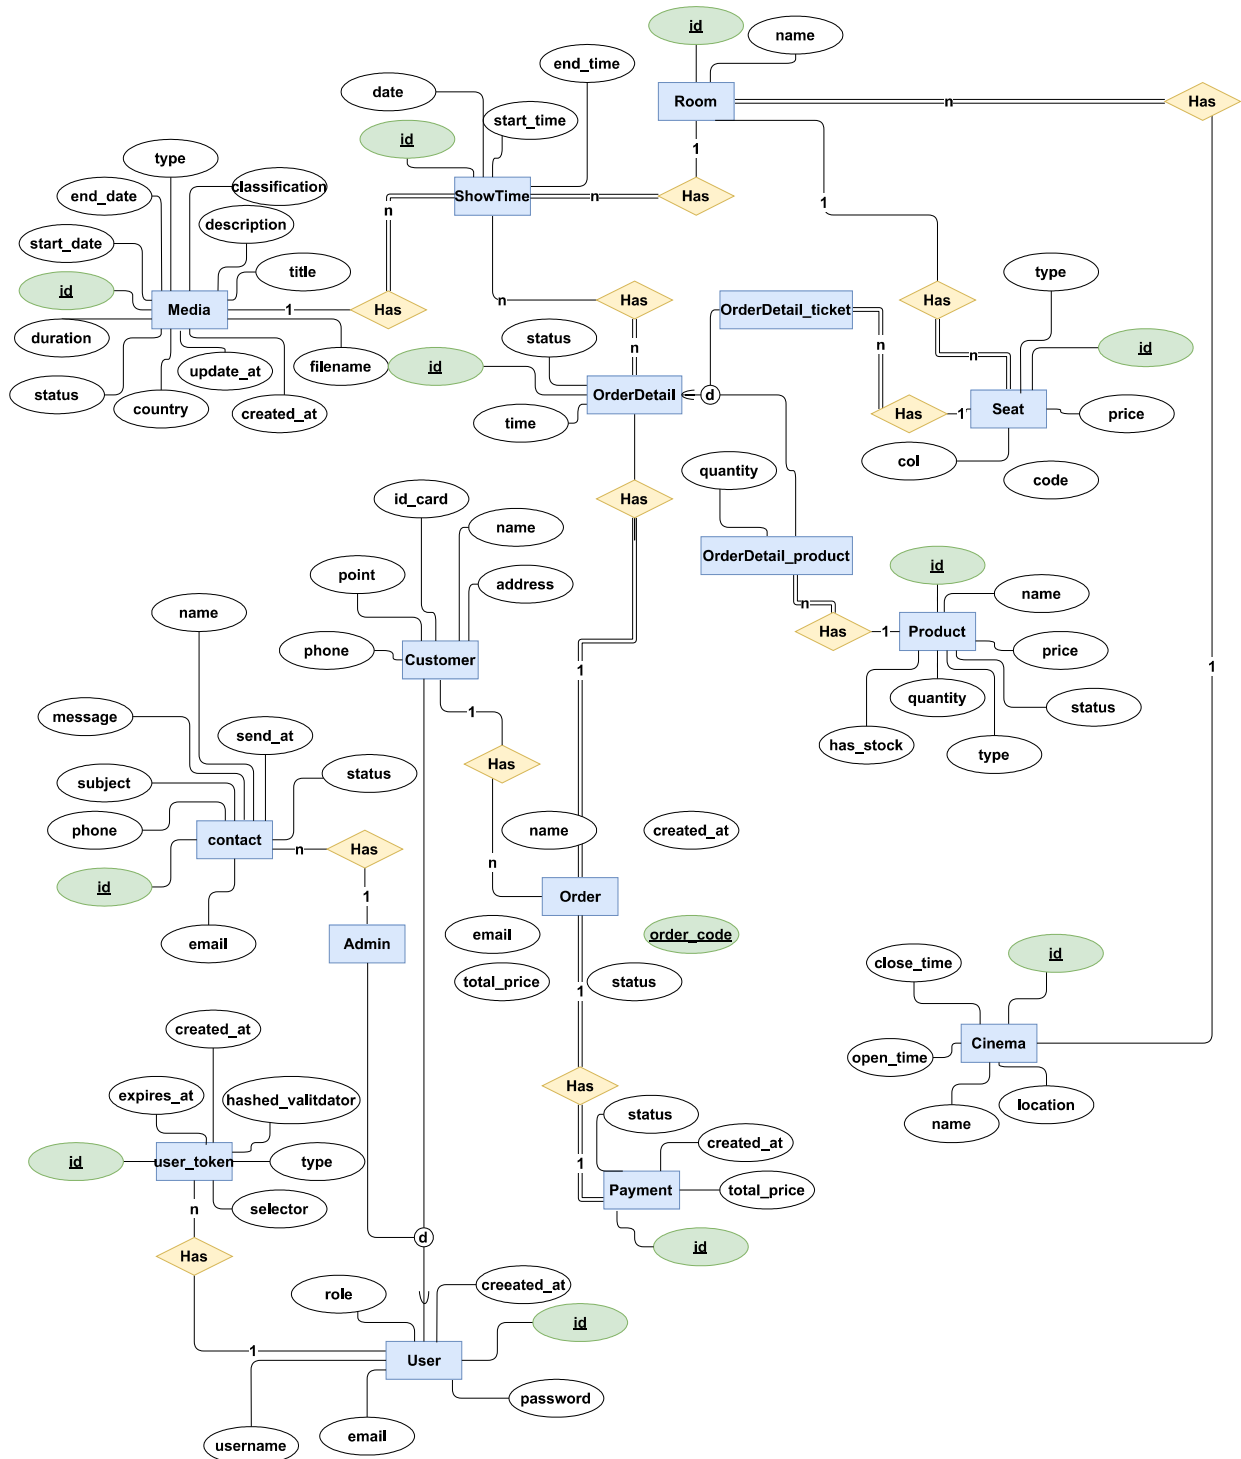 id
name
end_time
date
Room
n
Has
start_time
id
1
type
Has
classification
ShowTime
n
end_date
n
description
1
start_date
title
type
id
Has
OrderDetail_ticket
Media
1
Has
n
Has
duration
status
n
n
n
id
update_at
filename
id
OrderDetail
d
status
country
created_at
Has
1
Seat
price
time
col
quantity
code
id_card
Has
name
OrderDetail_product
id
point
address
n
name
name
n
Has
1
Product
phone
Customer
price
1
quantity
1
message
1
status
send_at
has_stock
type
Has
status
subject
phone
name
created_at
contact
n
Has
n
id
1
Order
email
Admin
email
order_code
close_time
id
total_price
status
1
created_at
Cinema
open_time
Has
expires_at
hashed_valitdator
location
status
name
created_at
id
user_token
type
1
Payment
total_price
n
selector
d
id
Has
creeated_at
role
id
1
User
password
email
username